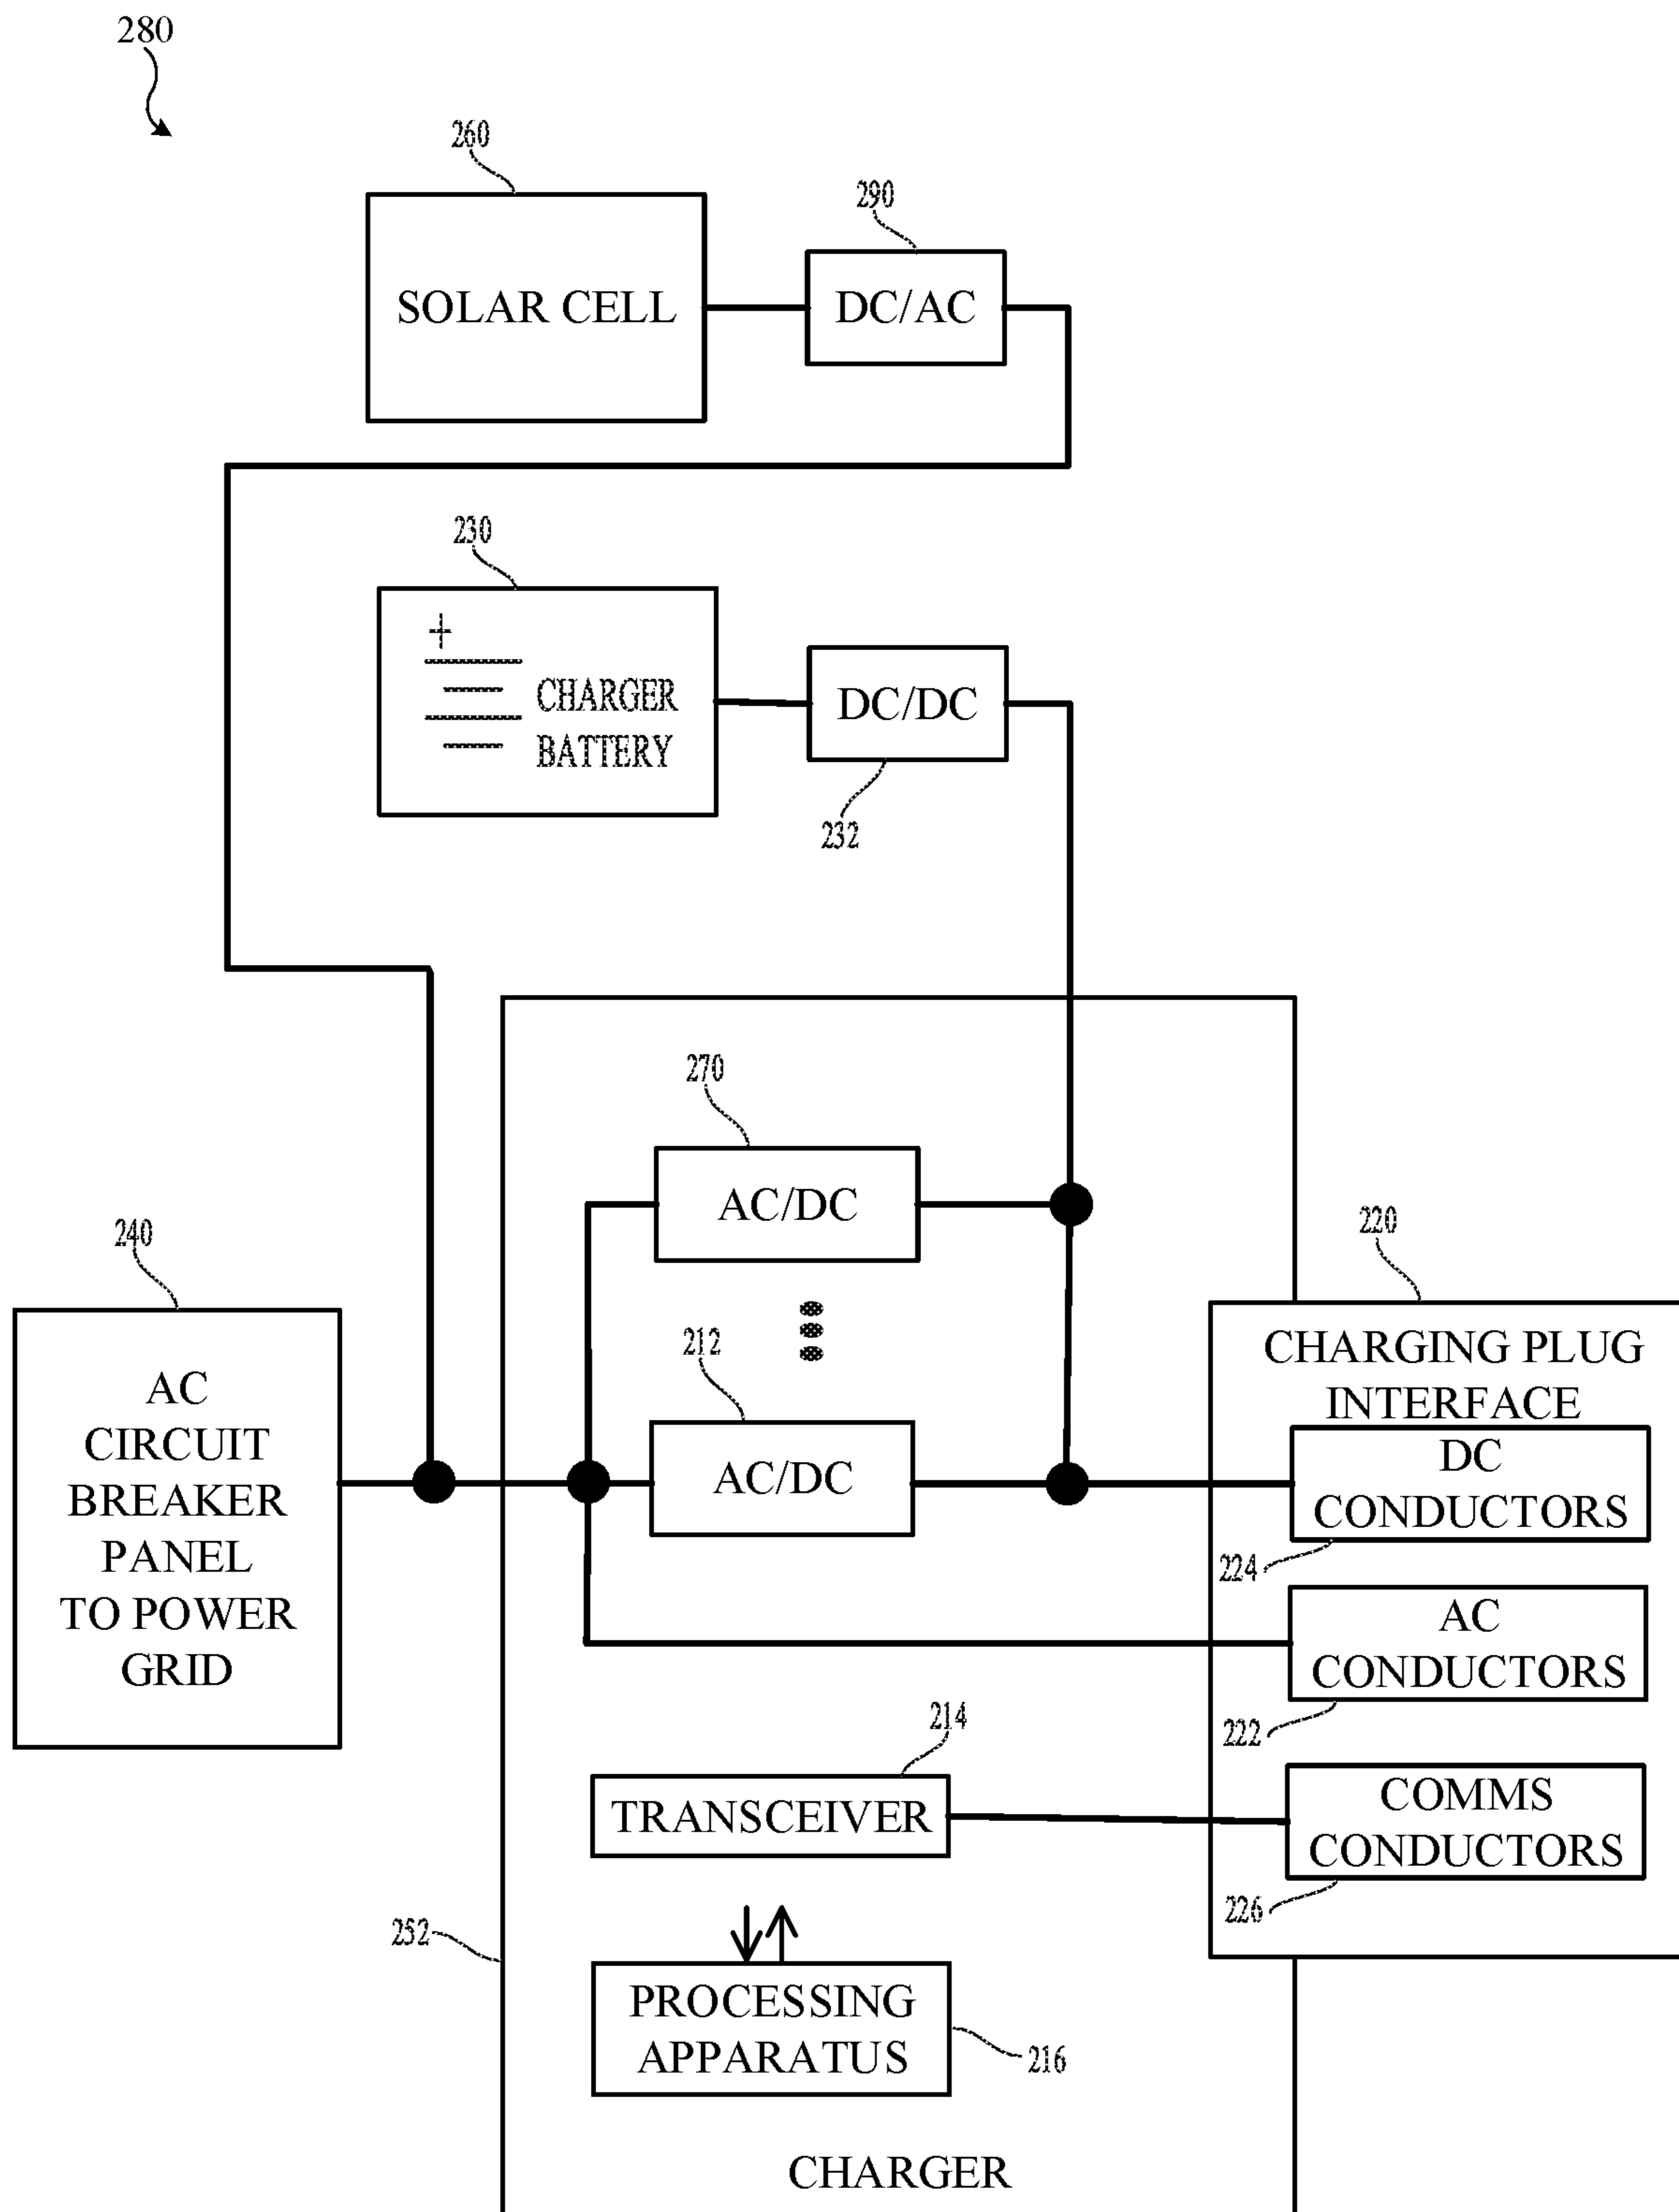 280
260
290
SOLAR CELL
DC/AC
230
+
CHARGER
BATTERY
DC/DC
232
270
AC/DC
240
220
AC
CIRCUIT
BREAKER
PANEL
TO POWER
GRID
212
AC/DC
CHARGING PLUG
INTERFACE
DC
CONDUCTORS
224
AC
CONDUCTORS
222
214
TRANSCEIVER
COMMS
CONDUCTORS
226
252
PROCESSING
APPARATUS
216
CHARGER